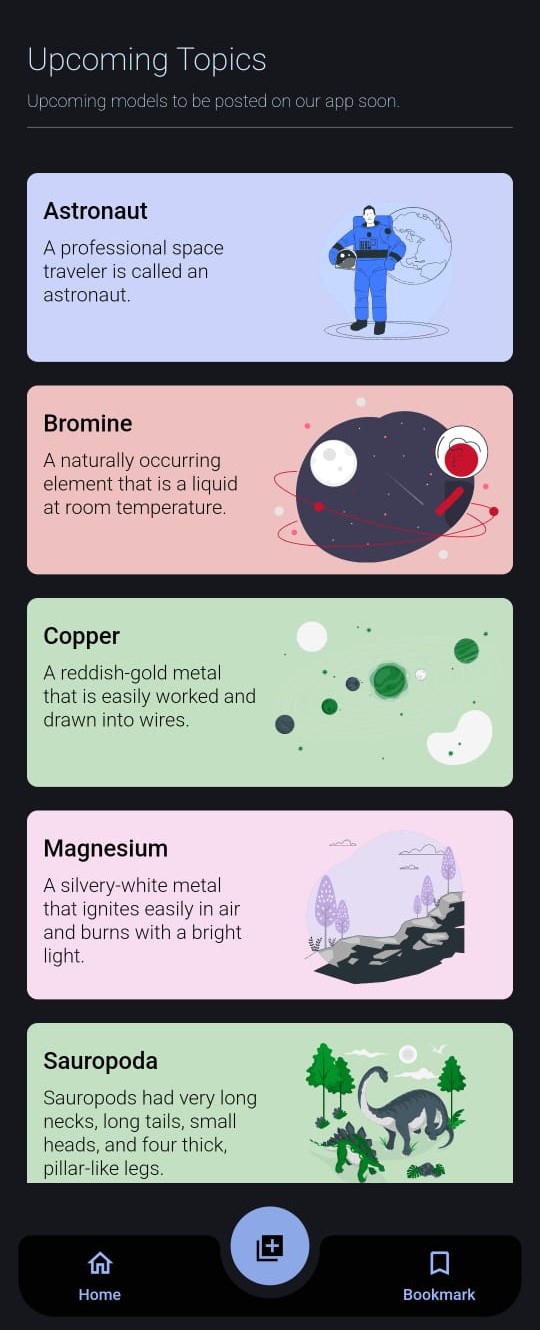 Upcoming Topics
Upcoming models to be posted on our app soon.
Astronaut
A professional space
traveler is called an
astronaut.
Bromine
A naturally occurring
element that is a liquid
at room temperature.
Copper
A reddish-gold metal
that is easily worked and
drawn into wires.
Magnesium
A silvery-white metal
that ignites easily in air
and burns with a bright
light.
Sauropoda
Sauropods had very long
necks, long tails, small
heads, and four thick,
pillar-like legs.
Home
Bookmark